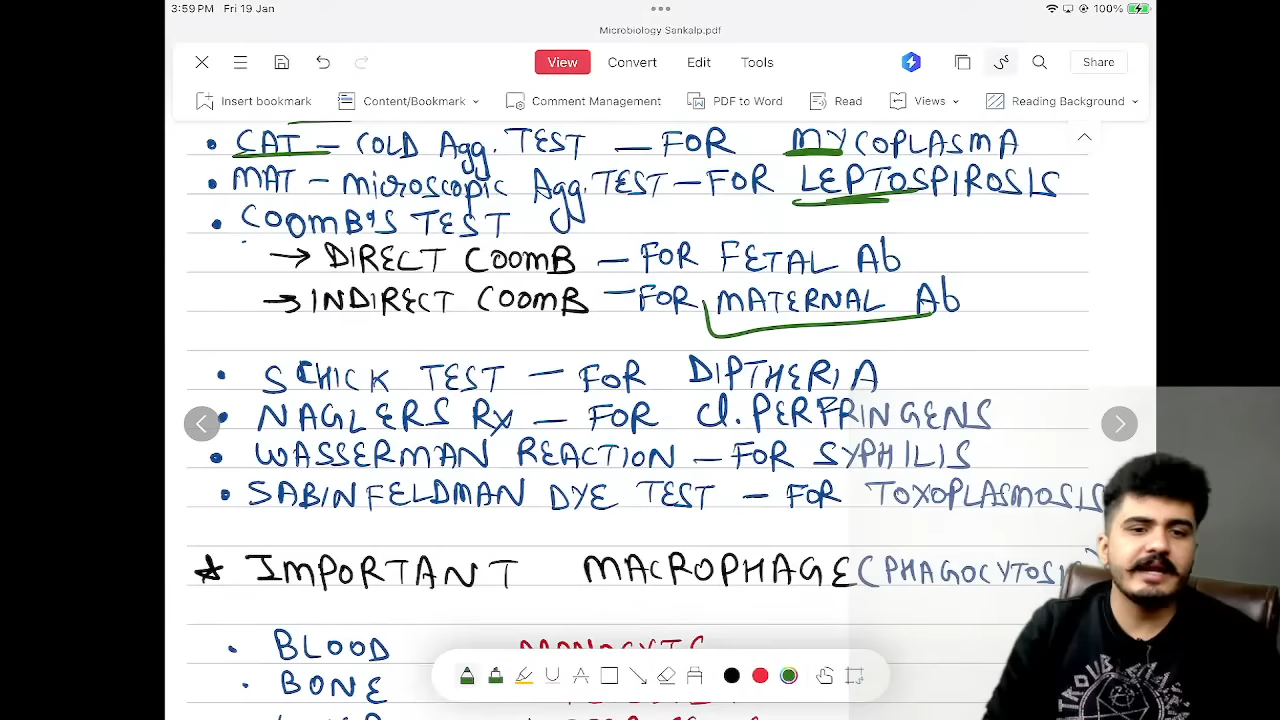 3:59 PM Fri 19 Jan
100%
Microbiology Sankalp.pdf
View Convert Edit Tools Share
Insert bookmark Content/Bookmark Comment Management PDF to Word Read Views Reading Background
• CAT – COLD Agg. TEST – FOR MYCOPLASMA
• MAT – microscopic Agg. TEST – FOR LEPTOSPIROSIS
• COOMB'S TEST
→ DIRECT COOMB – FOR FETAL Ab
→ INDIRECT COOMB – FOR MATERNAL Ab
• SCHICK TEST – FOR DIPTHERIA
• NAGLERS Rx – FOR Cl. PERFRINGENS
• WASSERMAN REACTION – FOR SYPHILIS
• SABINFELDMAN DYE TEST – FOR TOXOPLASMOSIS
★ IMPORTANT MACROPHAGE (PHAGOCYTOSI
• BLOOD
• BONE